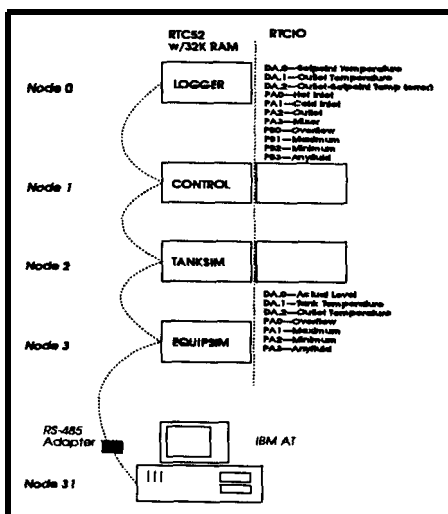 RTC52 RTCIO
w/32K RAM
Node 0
LOGGER
DA.0—Setpoint Temperature
DA.1—Outlet Temperature
DA.2—Outlet-Setpoint Temp (error)
PA0—Hot Inlet
PA1—Cold Inlet
PA2—Outlet
PA3—Mixer
PB0—Overflow
PB1—Maximum
PB2—Minimum
PB3—Anyfluid
Node 1
CONTROL
Node 2
TANKSIM
DA.0—Actual Level
DA.1—Tank Temperature
DA.2—Outlet Temperature
PA0—Overflow
PA1—Maximum
PA2—Minimum
PA3—Anyfluid
Node 3
EQUIPSIM
RS-485
Adapter
IBM AT
Node 31